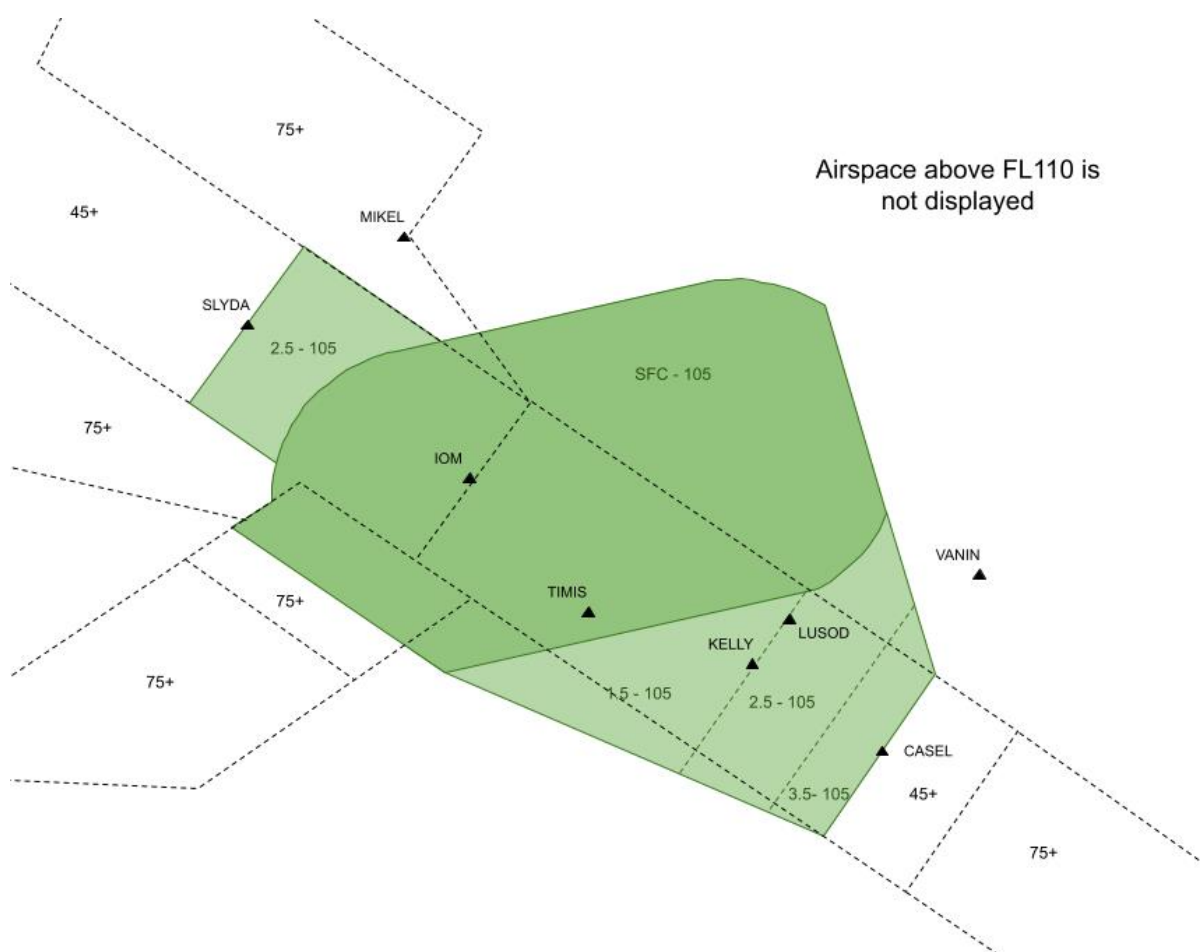 75+
Airspace above FL110 is
not displayed
45+
MIKEL
SLYDA
2.5 - 105
SFC - 105
75+
IOM
VANIN
TIMIS
75+
LUSOD
KELLY
75+
1.5 - 105
2.5 - 105
CASEL
3.5- 105
45+
75+